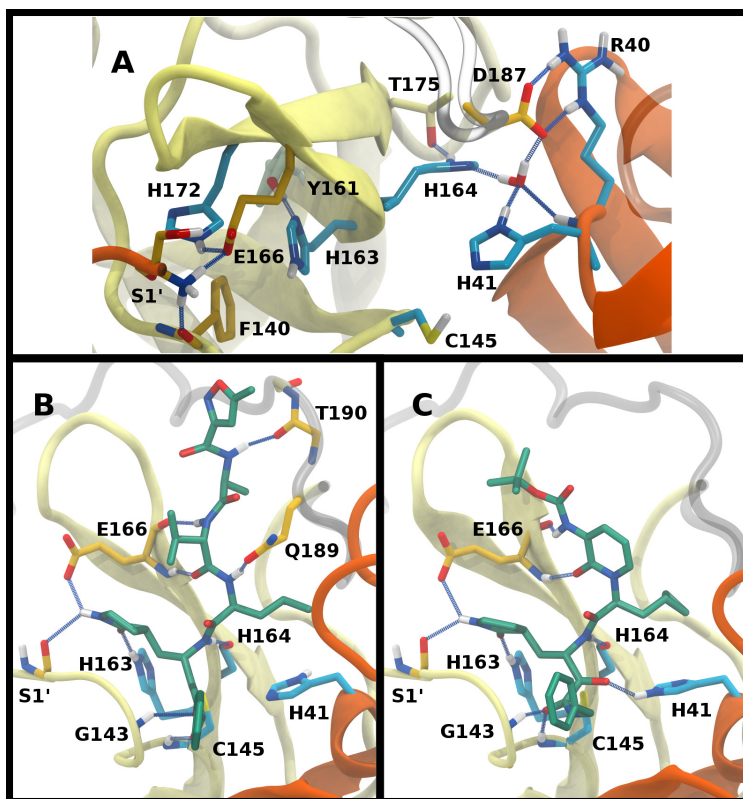 A
R40
D187
T175
H172
Y161
H164
E166
H163
S1'
H41
F140
C145
B
T190
E166
Q189
H164
H163
S1'
H41
G143
C145
C
E166
H164
H163
S1'
H41
G143
C145